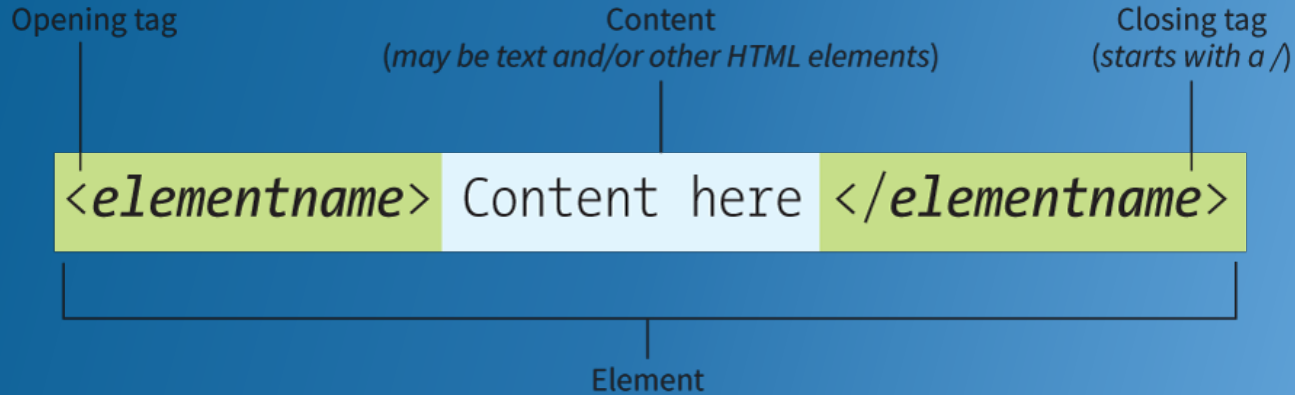 Opening tag
Content
(may be text and/or other HTML elements)
Closing tag
(starts with a /)
<elementname> Content here </elementname>
Element